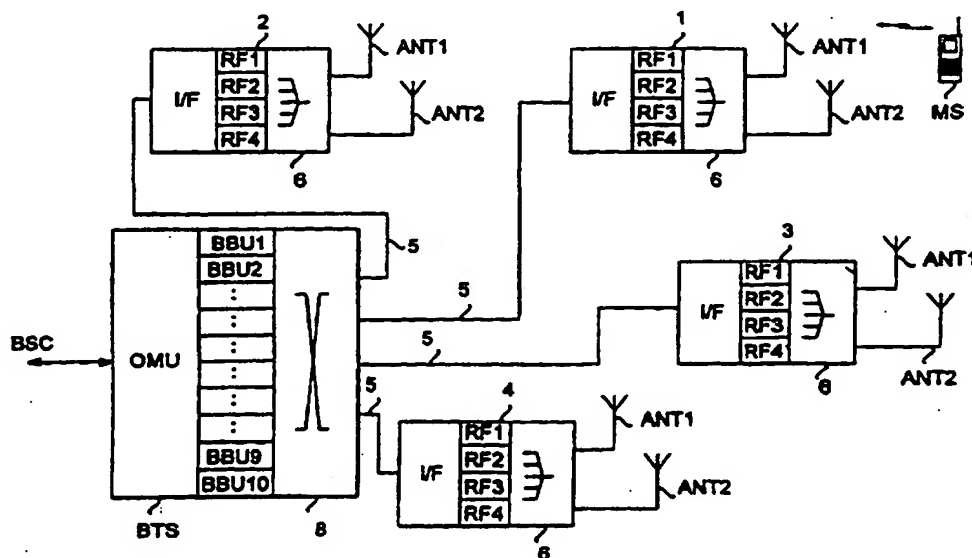 2
RF1
RF2
RF3
RF4
I/F
6
ANT1
ANT2
1
RF1
RF2
RF3
RF4
I/F
6
ANT1
ANT2
MS
BSC
OMU
BBU1
BBU2
BBU9
BBU10
BTS
8
5
5
5
5
3
RF1
RF2
RF3
RF4
I/F
6
ANT1
ANT2
4
RF1
RF2
RF3
RF4
I/F
6
ANT1
ANT2